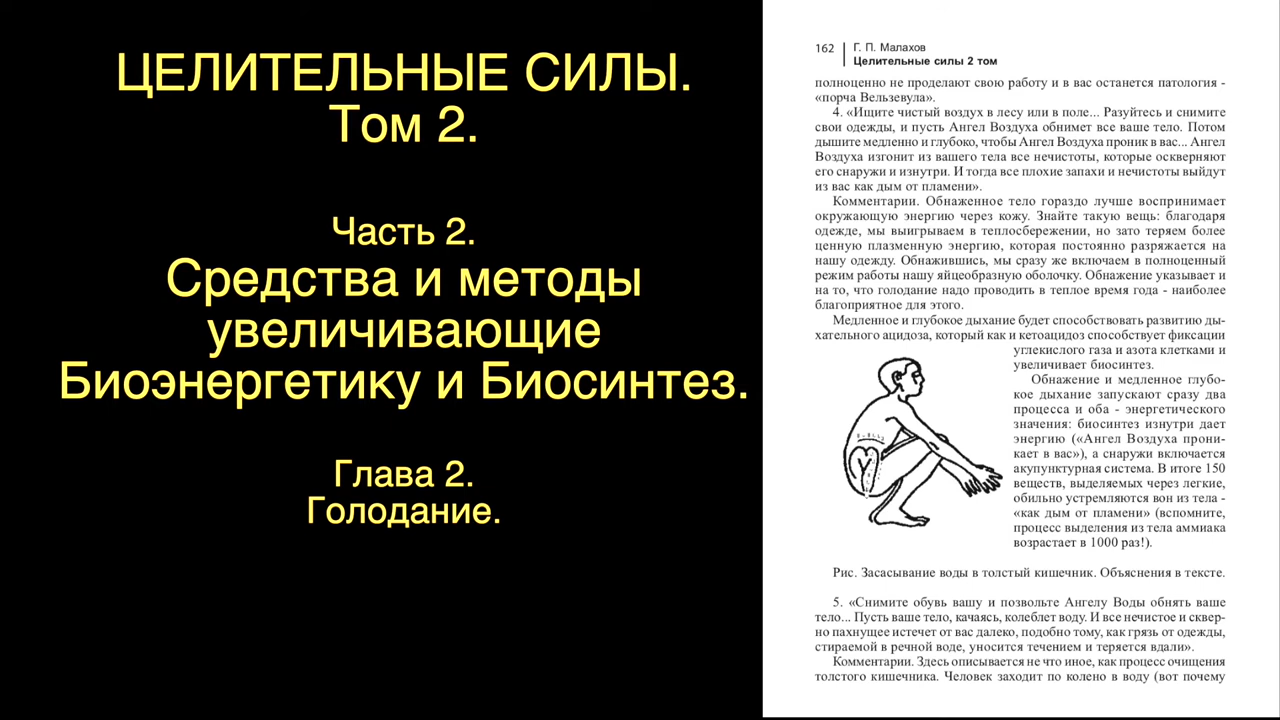 ЦЕЛИТЕЛЬНЫЕ СИЛЫ.
Том 2.
Часть 2.
Средства и методы
увеличивающие
Биоэнергетику и Биосинтез.
Глава 2.
Голодание.
162
Г. П. Малахов
Целительные силы 2 том
полноценно не проделают свою работу и в вас останется патология -
«порча Вельзевула».
4. «Ищите чистый воздух в лесу или в поле... Разуйтесь и снимите
свои одежды, и пусть Ангел Воздуха обнимет все ваше тело. Потом
дышите медленно и глубоко, чтобы Ангел Воздуха проник в вас... Ангел
Воздуха изгонит из вашего тела все нечистоты, которые оскверняют
его снаружи и изнутри. И тогда все плохие запахи и нечистоты выйдут
из вас как дым от пламени».
Комментарии. Обнаженное тело гораздо лучше воспринимает
окружающую энергию через кожу. Знайте такую вещь: благодаря
одежде, мы выигрываем в теплосбережении, но зато теряем более
ценную плазменную энергию, которая постоянно разряжается на
нашу одежду. Обнажившись, мы сразу же включаем в полноценный
режим работы нашу яйцеобразную оболочку. Обнажение указывает и
на то, что голодание надо проводить в теплое время года - наиболее
благоприятное для этого.
Медленное и глубокое дыхание будет способствовать развитию ды-
хательного ацидоза, который как и кетоацидоз способствует фиксации
углекислого газа и азота клетками и
увеличивает биосинтез.
Обнажение и медленное глубо-
кое дыхание запускают сразу два
процесса и оба - энергетического
значения: биосинтез изнутри дает
энергию («Ангел Воздуха прони-
кает в вас»), а снаружи включается
акупунктурная система. В итоге 150
веществ, выделяемых через легкие,
обильно устремляются вон из тела -
«как дым от пламени» (вспомните,
процесс выделения из тела аммиака
возрастает в 1000 раз!).
Рис. Засасывание воды в толстый кишечник. Объяснения в тексте.
5. «Снимите обувь вашу и позвольте Ангелу Воды обнять ваше
тело... Пусть ваше тело, качаясь, колеблет воду. И все нечистое и сквер-
но пахнущее истечет от вас далеко, подобно тому, как грязь от одежды,
стираемой в речной воде, уносится течением и теряется вдали».
Комментарии. Здесь описывается не что иное, как процесс очищения
толстого кишечника. Человек заходит по колено в воду (вот почему